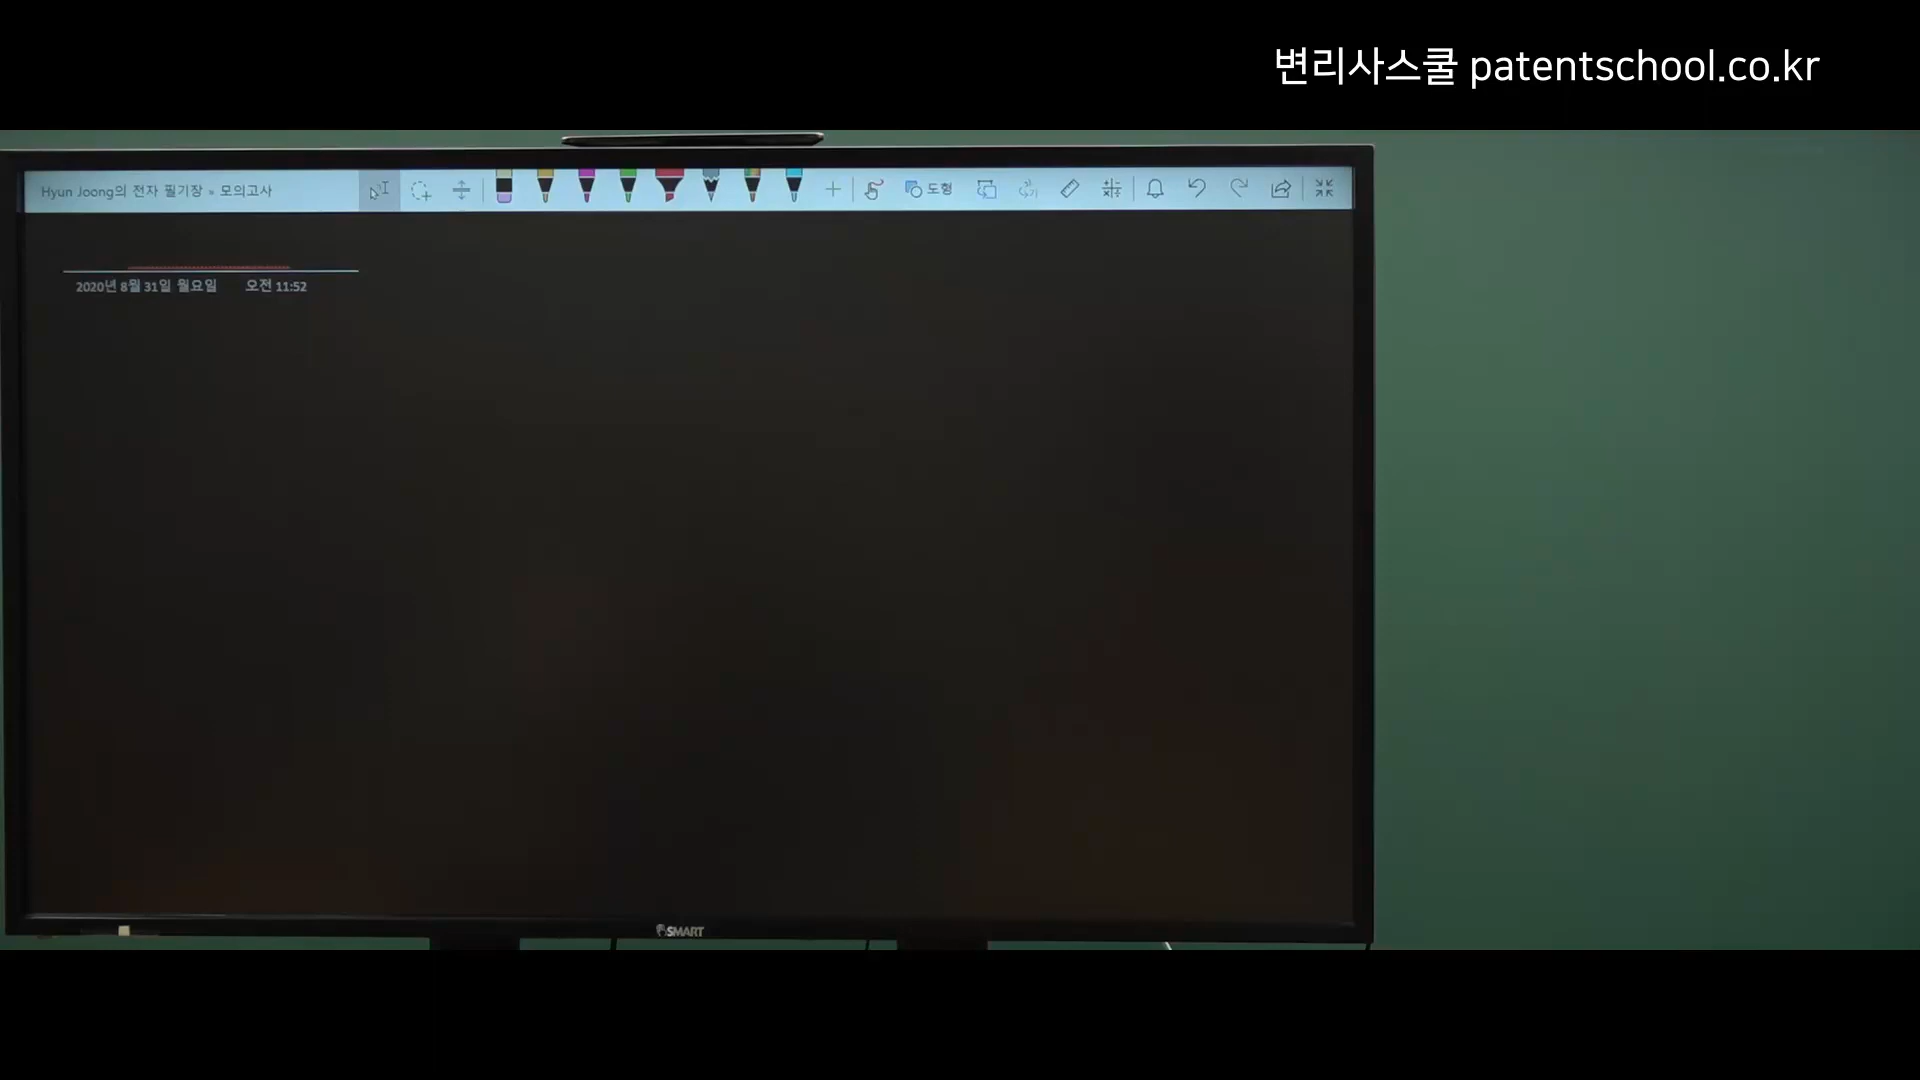 변리사스쿨 patentschool.co.kr
Hyun Joong의 전자 필기장 » 모의고사
도형
2020년 8월 31일 월요일 오전 11:52
SMART